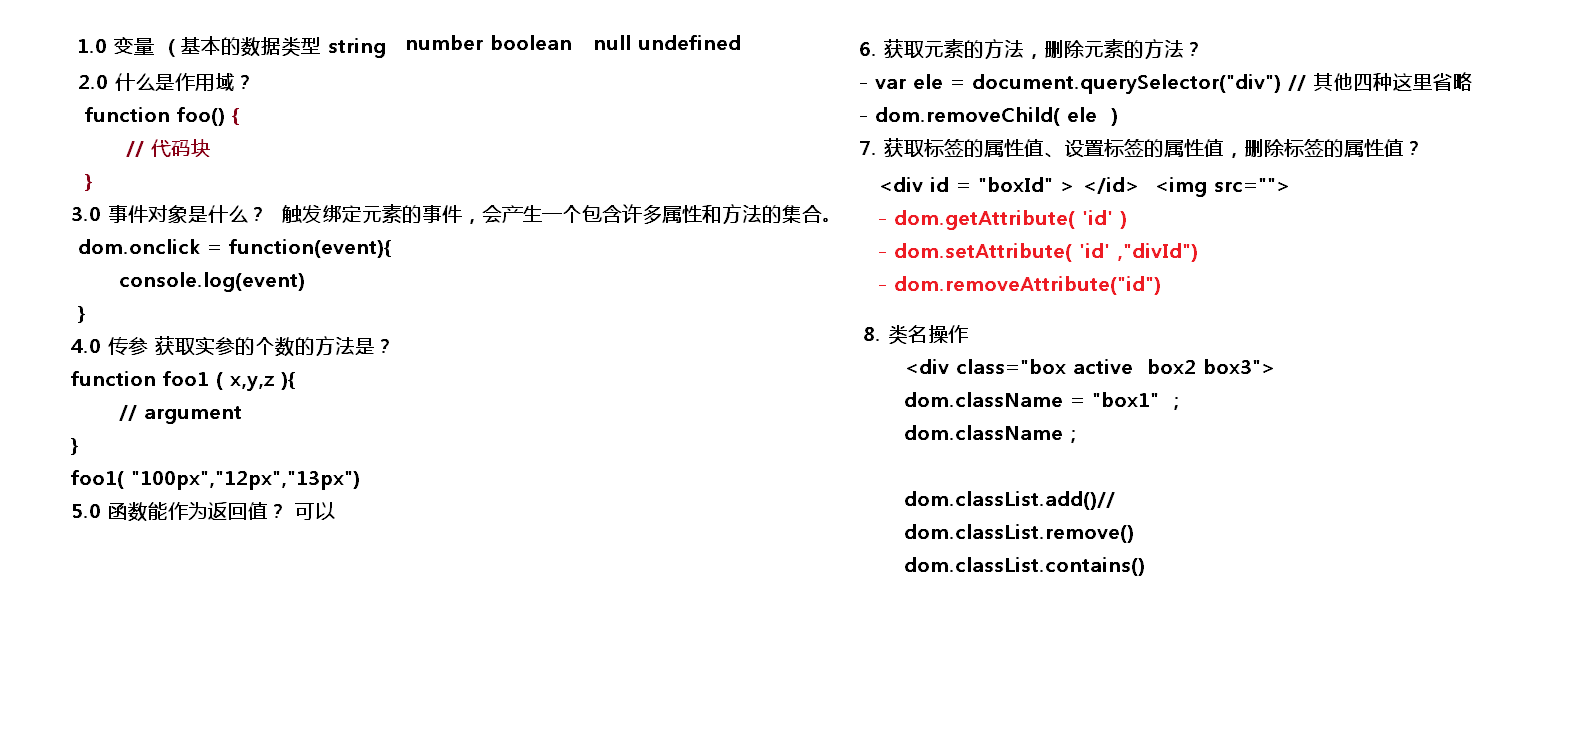 1.0 变量 ( 基本的数据类型 string number boolean null undefined
2.0 什么是作用域？
function foo() {
// 代码块
}
3.0 事件对象是什么？ 触发绑定元素的事件，会产生一个包含许多属性和方法的集合。
dom.onclick = function(event){
console.log(event)
}
4.0 传参 获取实参的个数的方法是？
function foo1 ( x,y,z ){
// argument
}
foo1( "100px","12px","13px")
5.0 函数能作为返回值？ 可以
6. 获取元素的方法，删除元素的方法？
- var ele = document.querySelector("div") // 其他四种这里省略
- dom.removeChild( ele )
7. 获取标签的属性值、设置标签的属性值，删除标签的属性值？
<div id = "boxId" > </id> <img src="">
- dom.getAttribute( 'id' )
- dom.setAttribute( 'id' ,"divId")
- dom.removeAttribute("id")
8. 类名操作
<div class="box active box2 box3">
dom.className = "box1" ;
dom.className ;
dom.classList.add()//
dom.classList.remove()
dom.classList.contains()